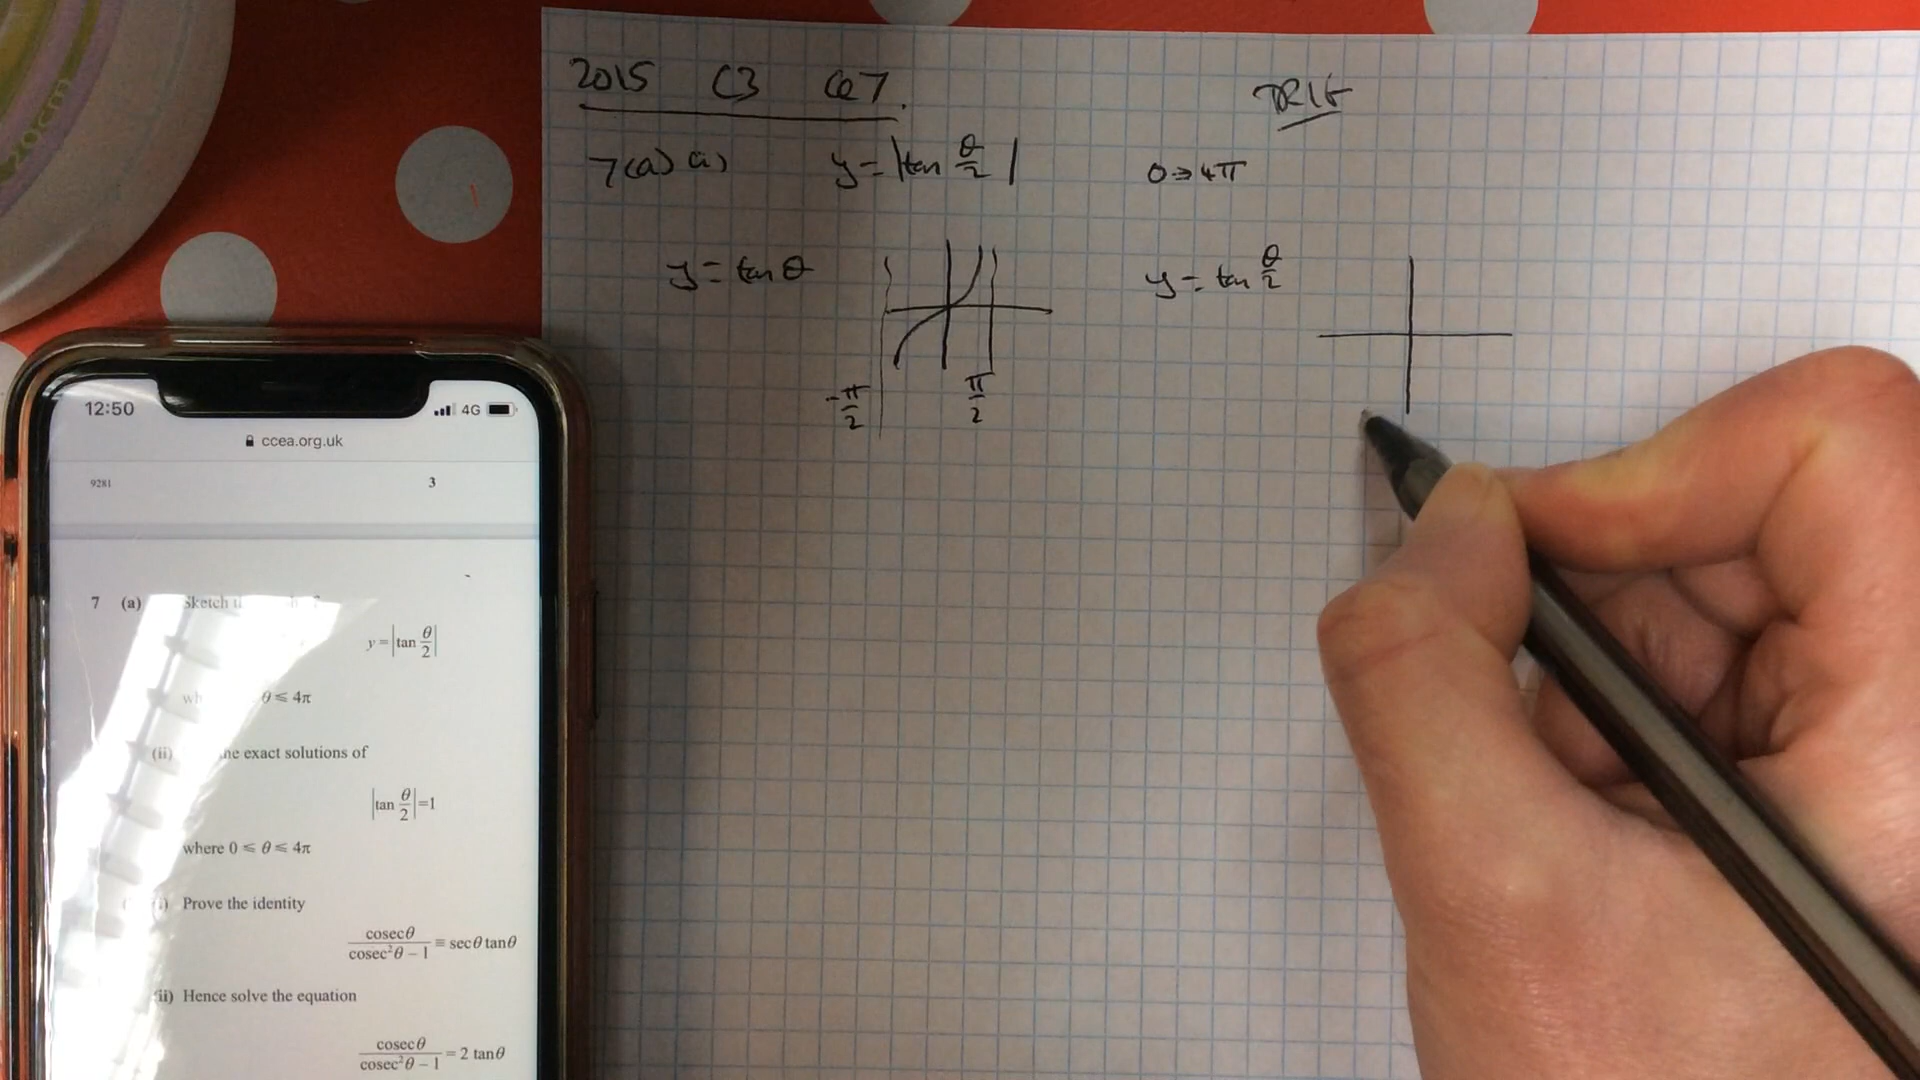 2015 C3 Q7.
TRIG
7(a) (i) y = |tan θ/2| 0→4π
y = tan θ
-π/2
π/2
y = tan θ/2
20cm
12:50
4G
ccea.org.uk
9281
3
7 (a) Sketch
y = |tan θ/2|
θ ⩽ 4π
(ii) exact solutions of
|tan θ/2| = 1
where 0 ⩽ θ ⩽ 4π
Prove the identity
cosecθ / cosec²θ – 1 ≡ secθ tanθ
(ii) Hence solve the equation
cosecθ / cosec²θ – 1 = 2 tanθ